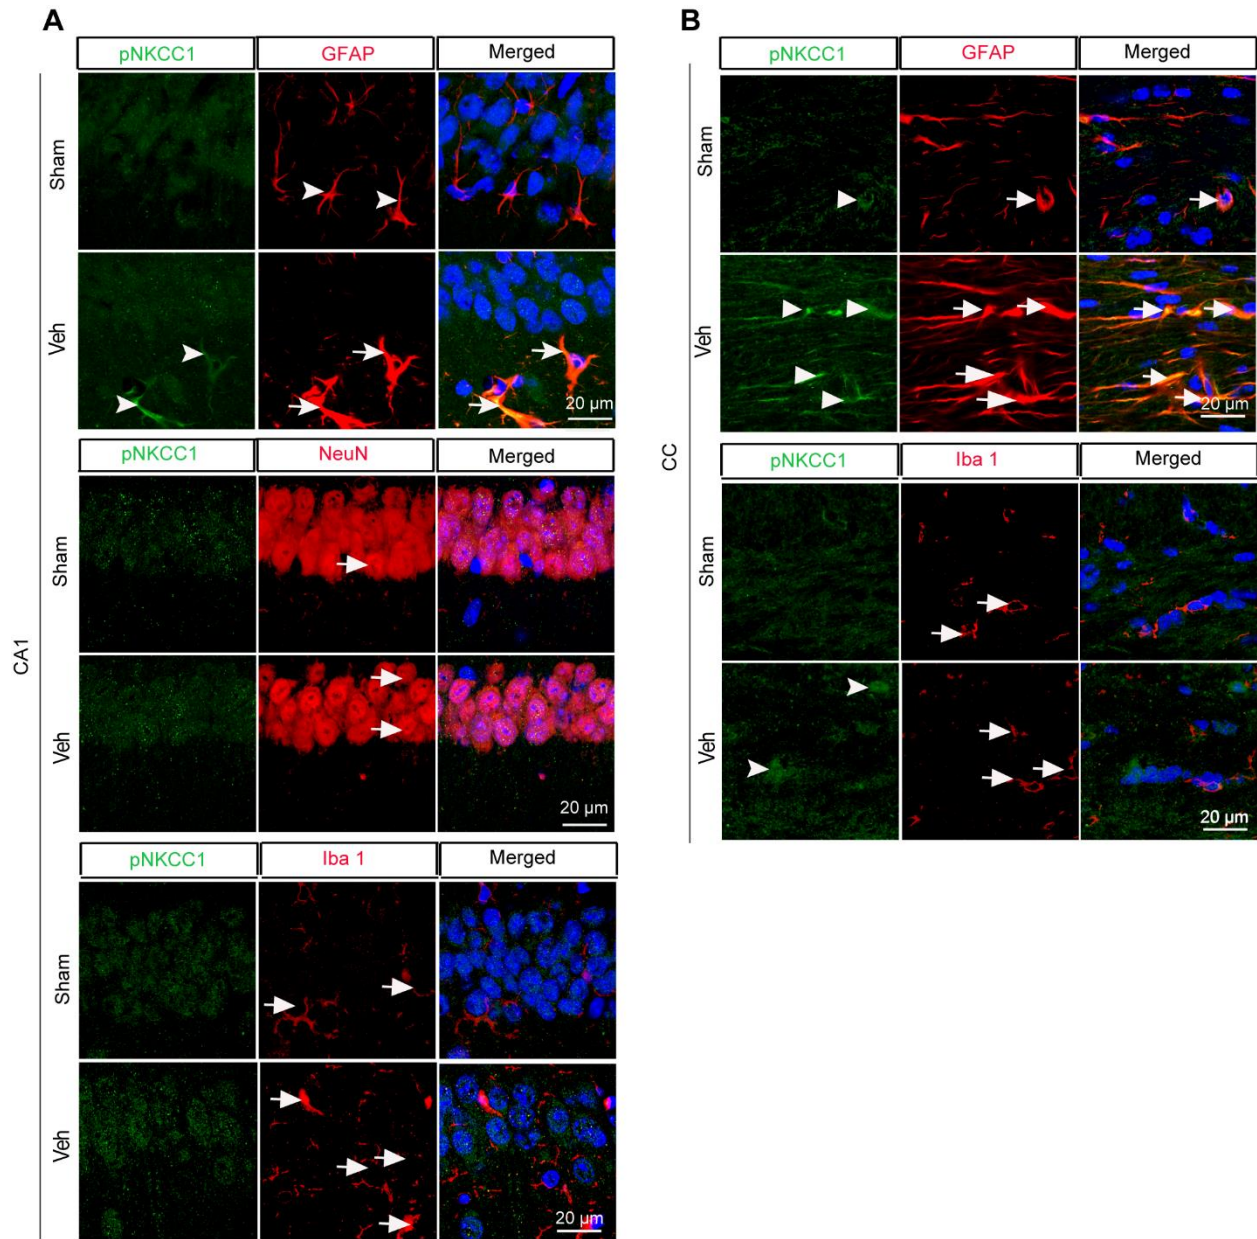 A
pNKCC1 GFAP Merged
Sham
Veh
20 µm
pNKCC1 NeuN Merged
Sham
Veh
20 µm
pNKCC1 Iba 1 Merged
Sham
Veh
20 µm
CA1
B
pNKCC1 GFAP Merged
Sham
Veh
20 µm
pNKCC1 Iba 1 Merged
Sham
Veh
20 µm
CC